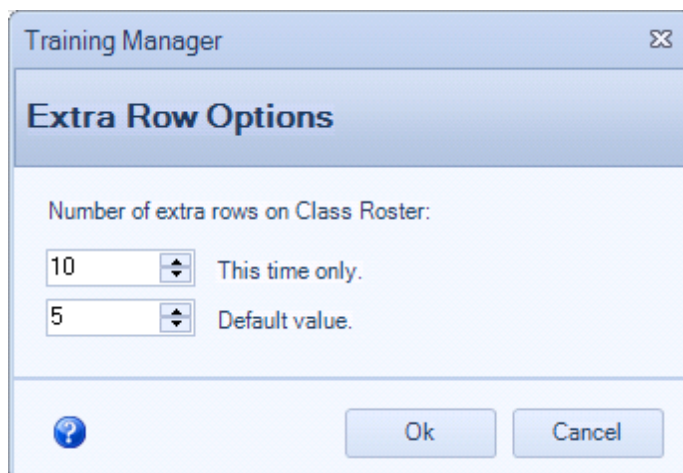 Training Manager
Extra Row Options
Number of extra rows on Class Roster:
10 This time only.
5 Default value.
? Ok Cancel